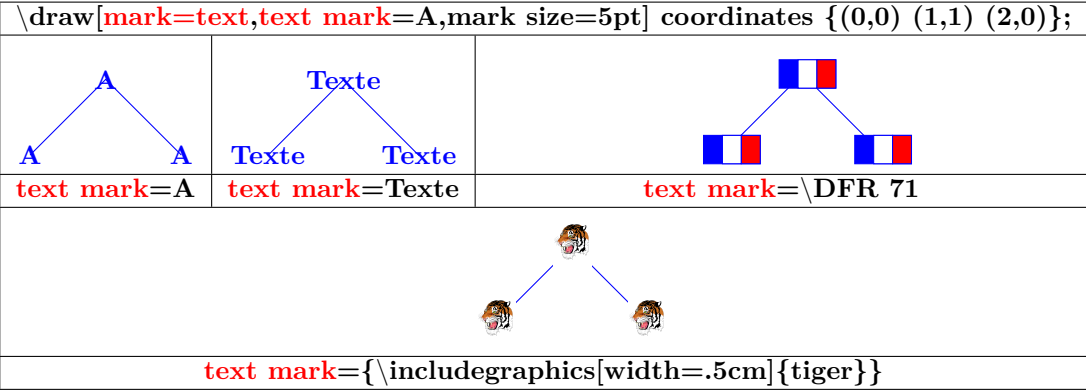 \draw[mark=text,text mark=A,mark size=5pt] coordinates {(0,0) (1,1) (2,0)};
A
A A
Texte
Texte Texte
text mark=A
text mark=Texte
text mark=\DFR 71
text mark={\includegraphics[width=.5cm]{tiger}}